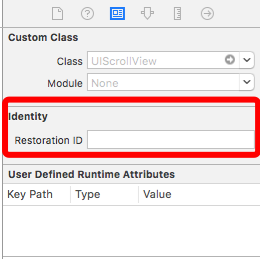 Custom Class
Class UIScrollView
Module None
Identity
Restoration ID
User Defined Runtime Attributes
Key Path Type Value